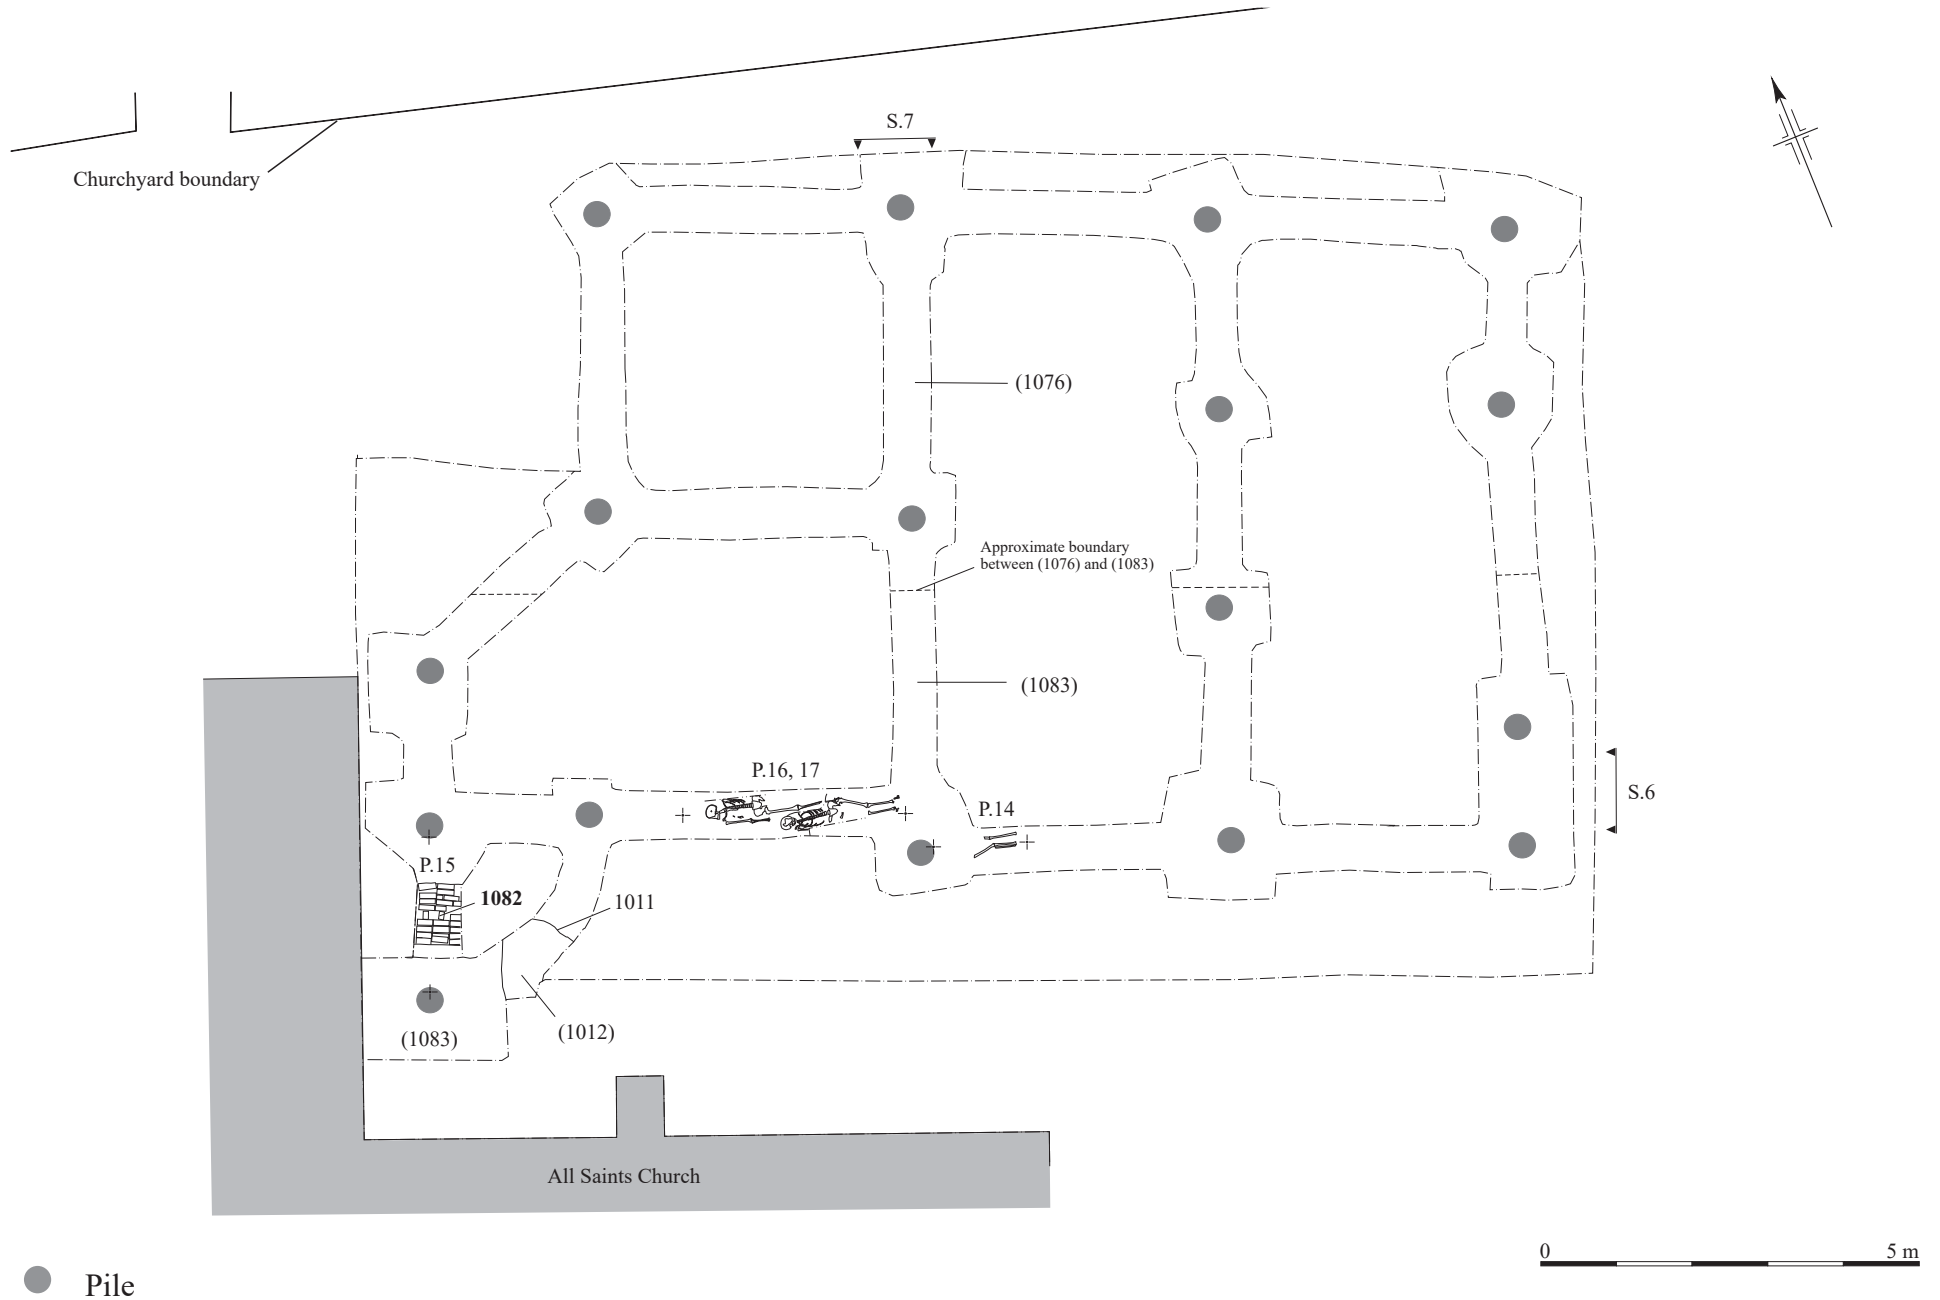 S.7
Churchyard boundary
(1076)
Approximate boundary
between (1076) and (1083)
(1083)
P.16, 17
S.6
P.14
P.15
1082
1011
(1012)
(1083)
All Saints Church
0 5 m
Pile